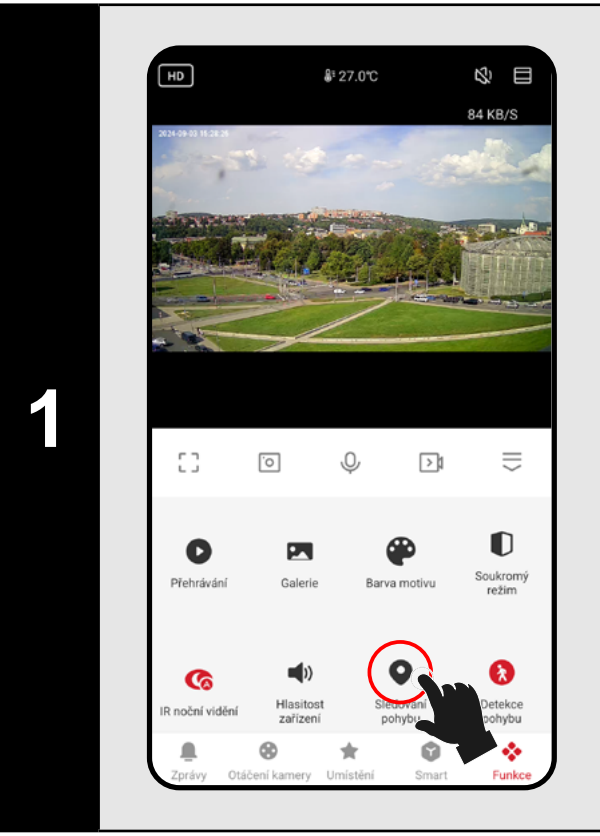 1
HD
27.0℃
84 KB/S
2024-09-03 15:28:25
Přehrávání
Galerie
Barva motivu
Soukromý
režim
IR noční vidění
Hlasitost
zařízení
Sledování
pohybu
Detekce
pohybu
Zprávy
Otáčení kamery
Umístění
Smart
Funkce